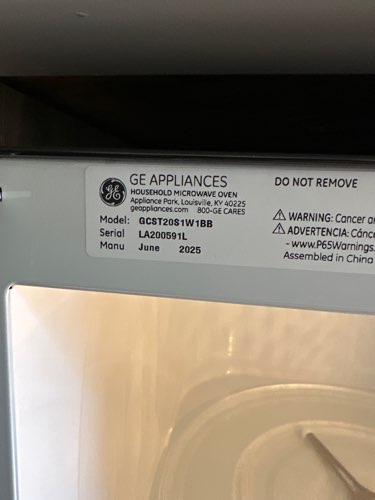 GE APPLIANCES
HOUSEHOLD MICROWAVE OVEN
Appliance Park, Louisville, KY 40225
geappliances.com 800-GE CARES
Model: GCST20S1W1BB
Serial LA200591L
Manu June 2025
DO NOT REMOVE
⚠ WARNING: Cancer an
⚠ ADVERTENCIA: Cánce
- www.P65Warnings.
Assembled in China